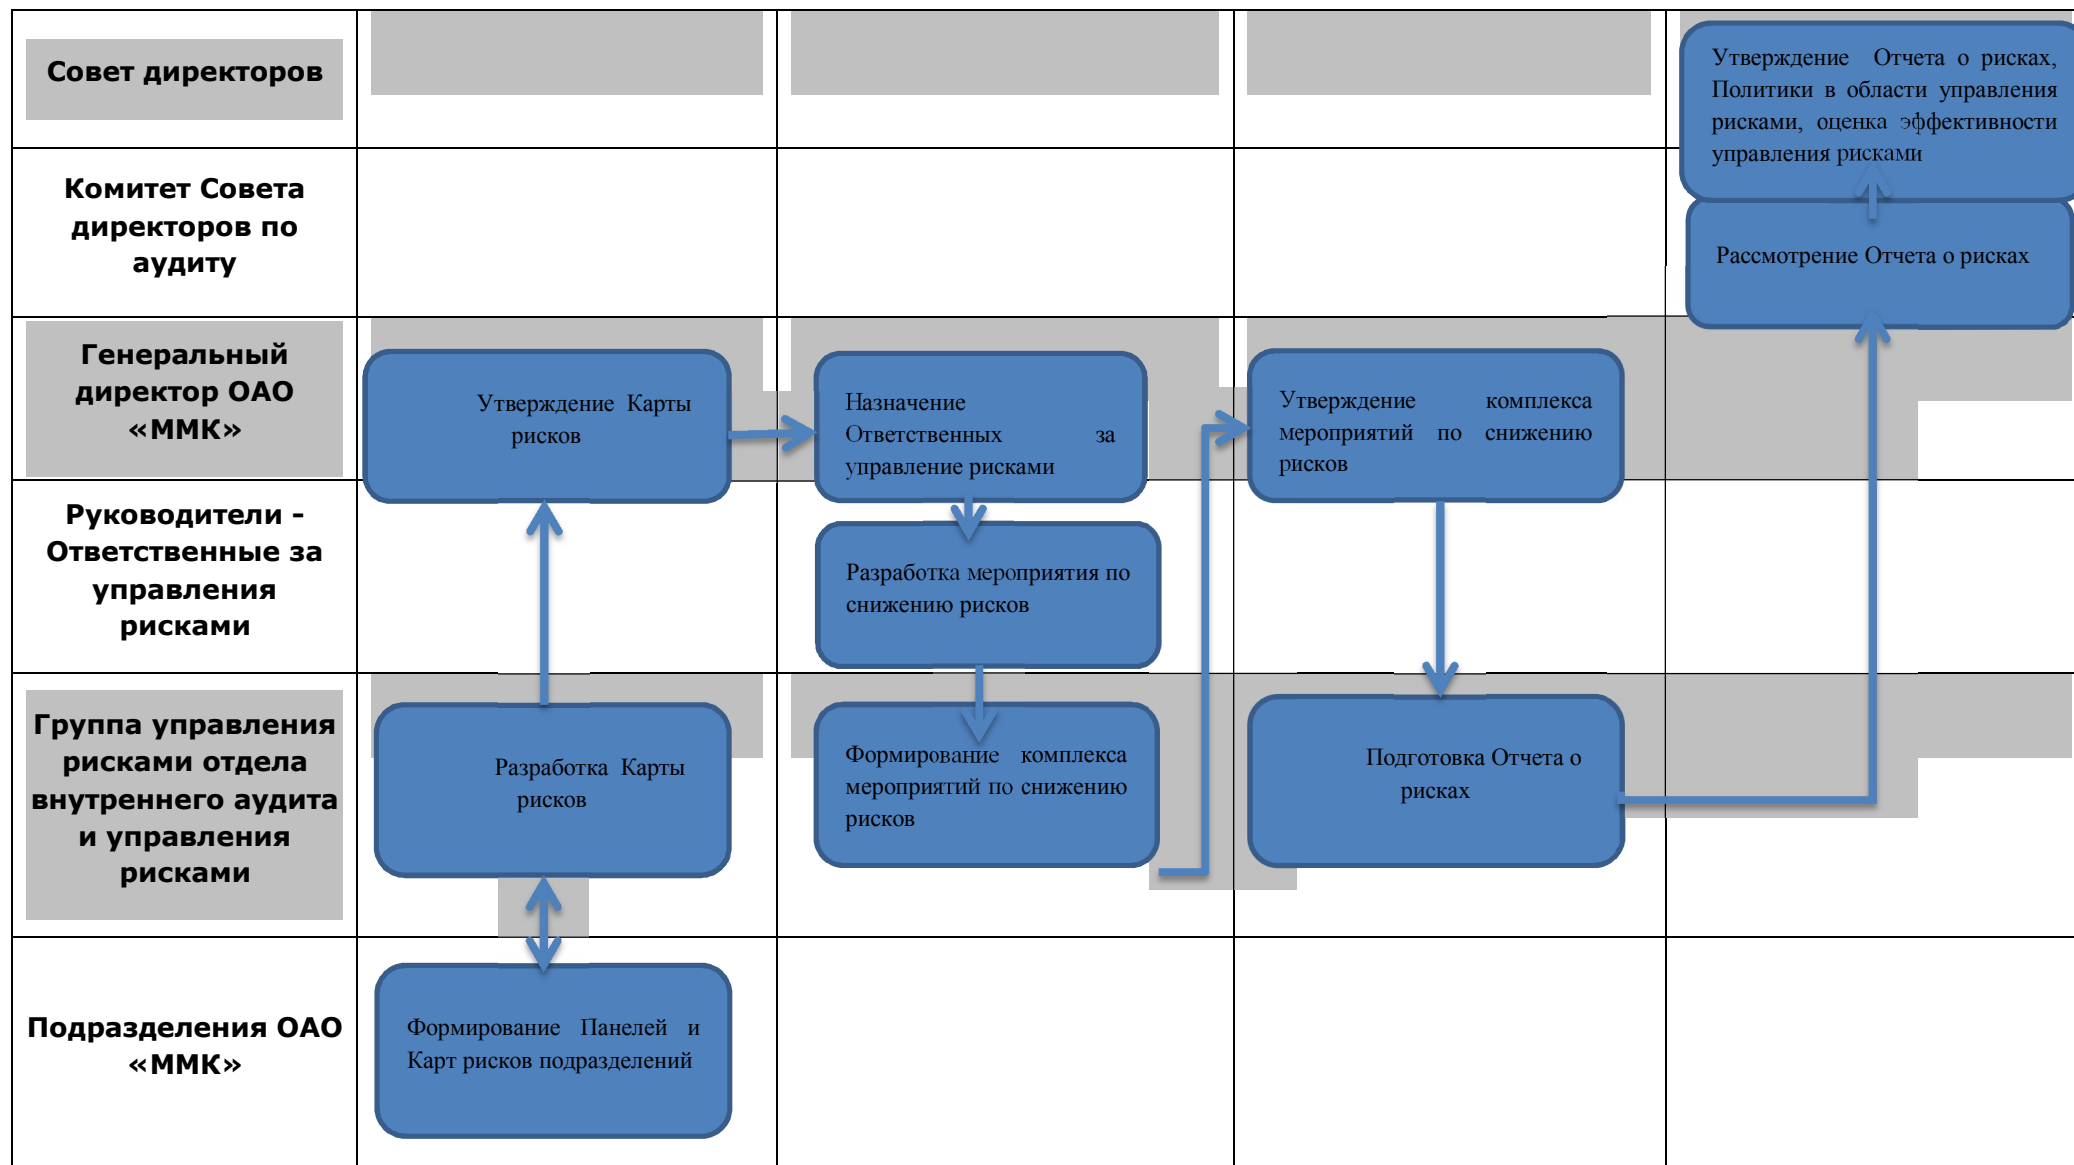 Совет директоров
Утверждение Отчета о рисках,
Политики в области управления
рисками, оценка эффективности
управления рисками
Комитет Совета
директоров по
аудиту
Рассмотрение Отчета о рисках
Генеральный
директор ОАО
«ММК»
Утверждение Карты
рисков
Назначение
Ответственных за
управление рисками
Утверждение комплекса
мероприятий по снижению
рисков
Руководители -
Ответственные за
управления
рисками
Разработка мероприятия по
снижению рисков
Группа управления
рисками отдела
внутреннего аудита
и управления
рисками
Разработка Карты
рисков
Формирование комплекса
мероприятий по снижению
рисков
Подготовка Отчета о
рисках
Подразделения ОАО
«ММК»
Формирование Панелей и
Карт рисков подразделений